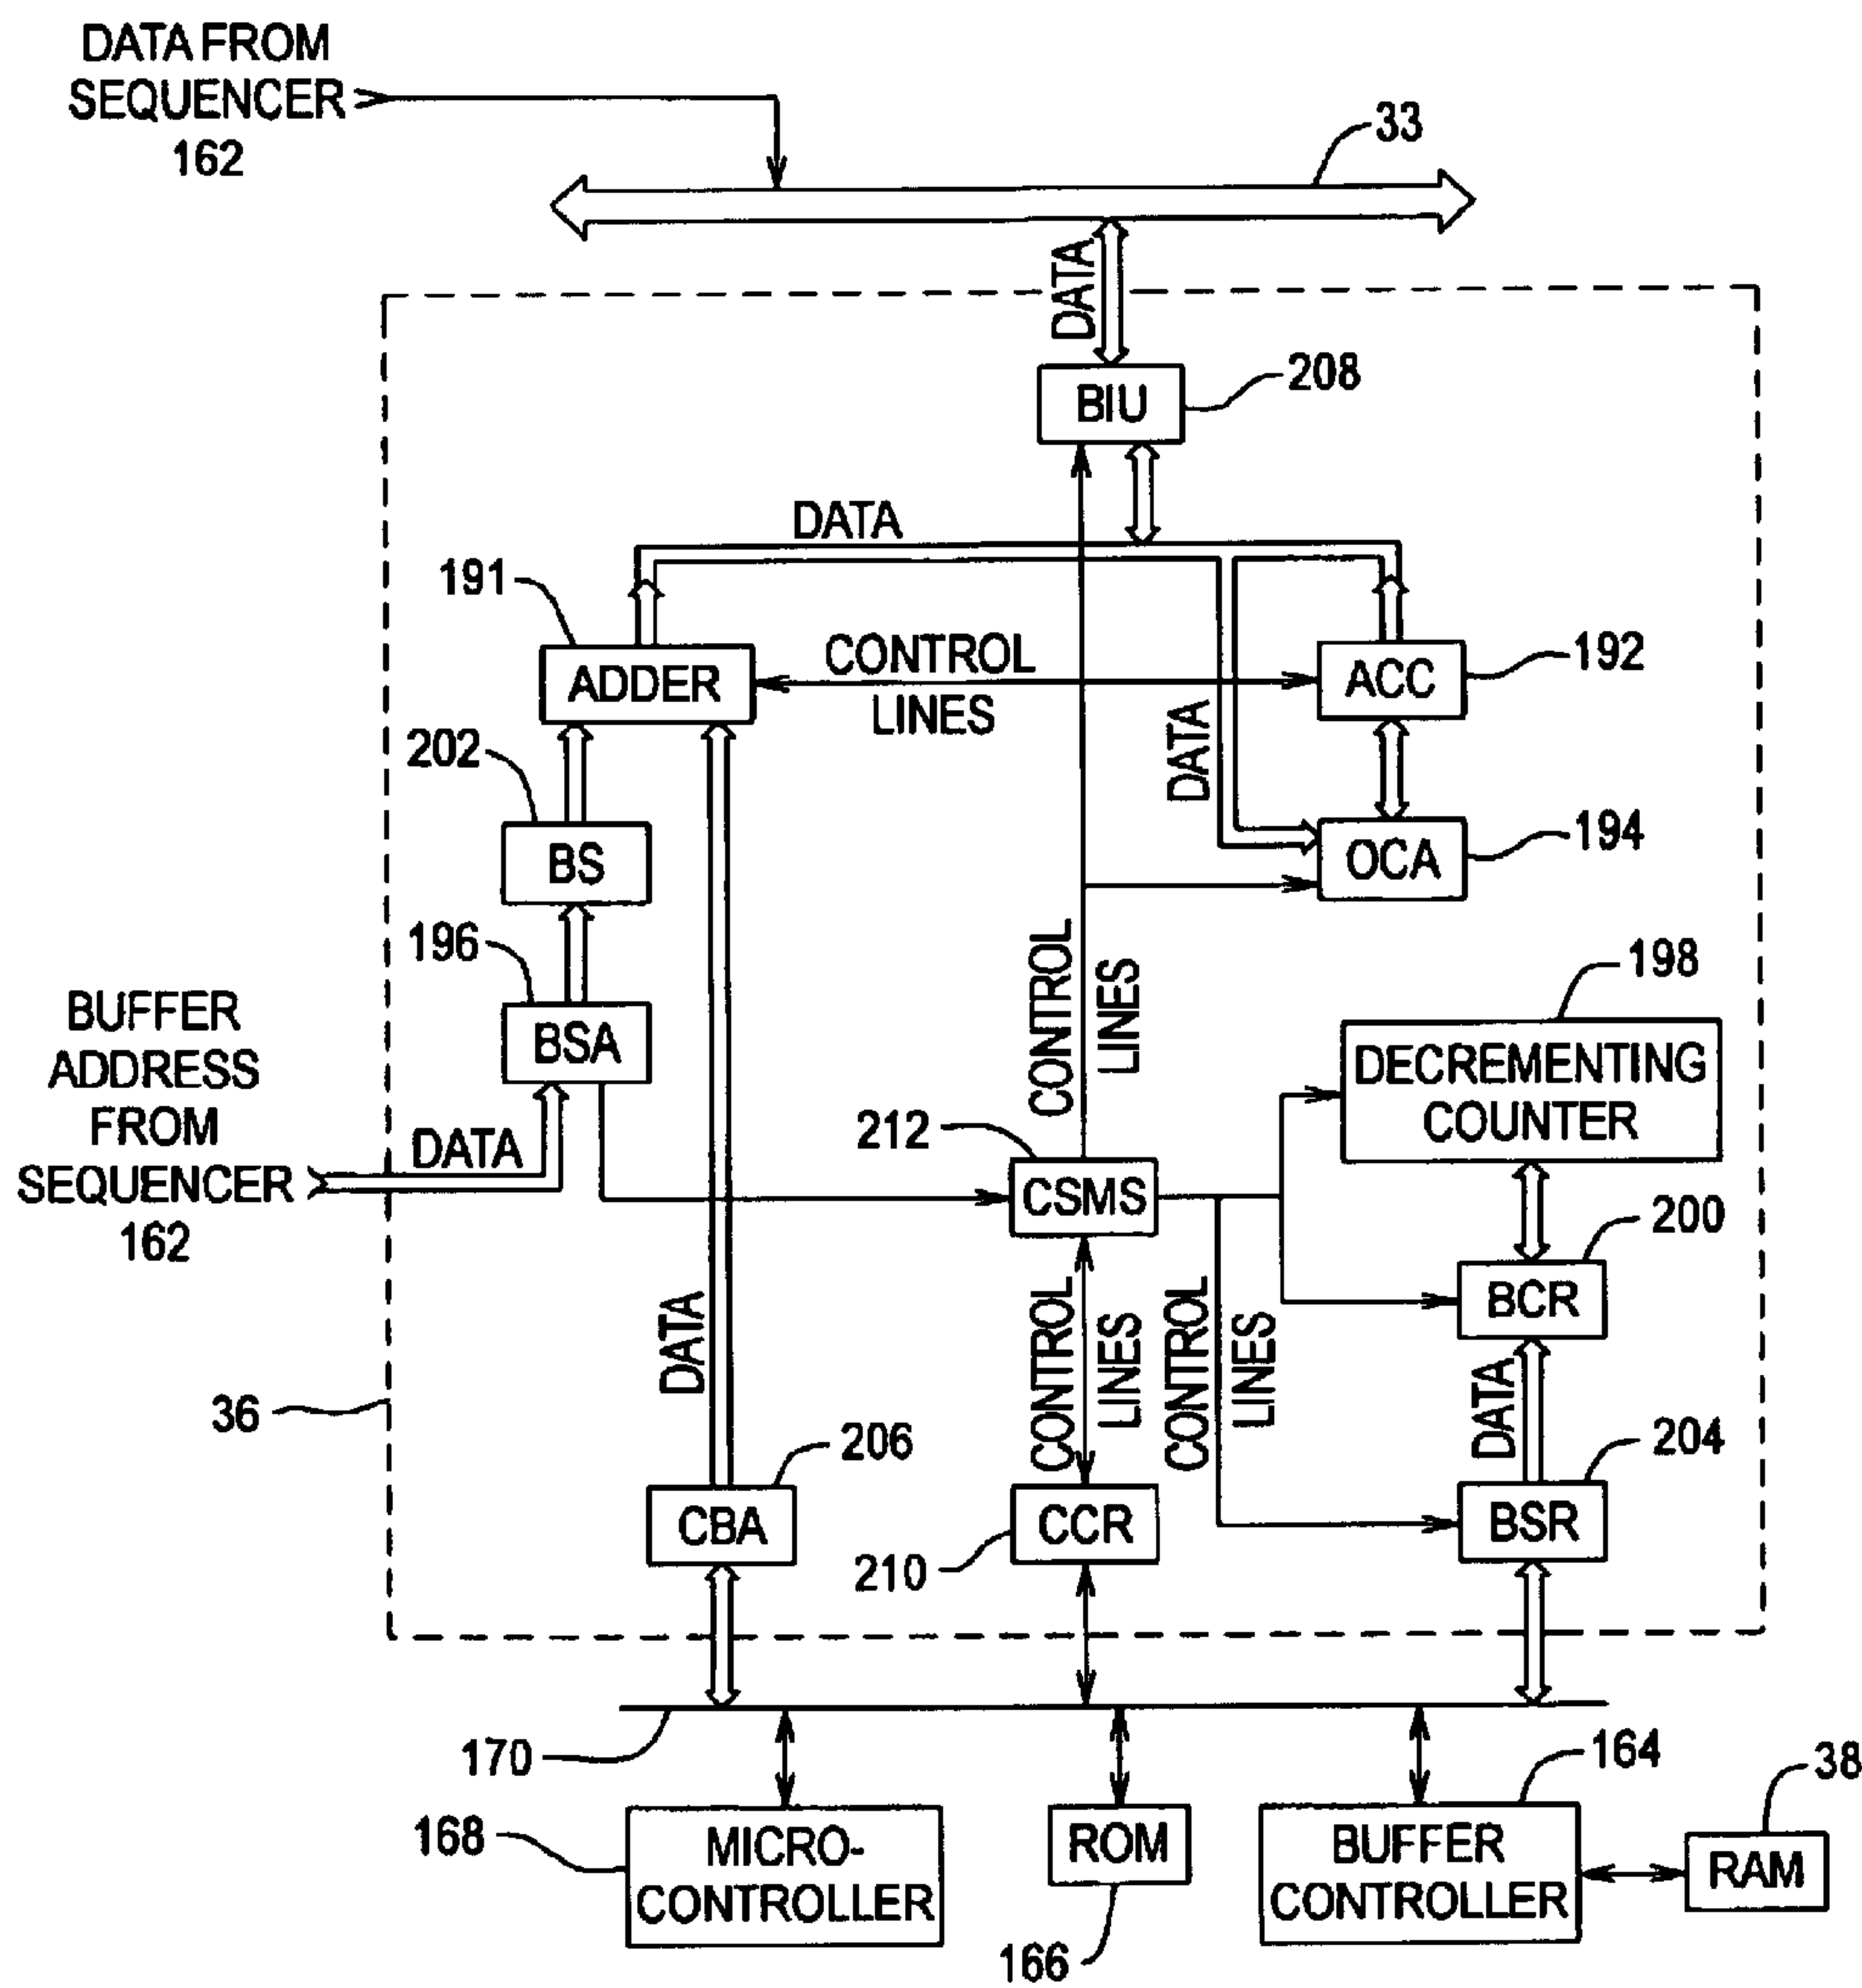 DATA FROM
SEQUENCER
162
33
DATA
BIU
208
DATA
191
ADDER
CONTROL
LINES
ACC
192
202
DATA
BS
OCA
194
196
BSA
CONTROL
LINES
198
DECREMENTING
COUNTER
BUFFER
ADDRESS
FROM
SEQUENCER
162
DATA
212
CSMS
200
BCR
DATA
CONTROL
LINES
CONTROL
LINES
DATA
36
206
204
CBA
CCR
BSR
210
170
164
38
168
MICRO-
CONTROLLER
ROM
166
BUFFER
CONTROLLER
RAM